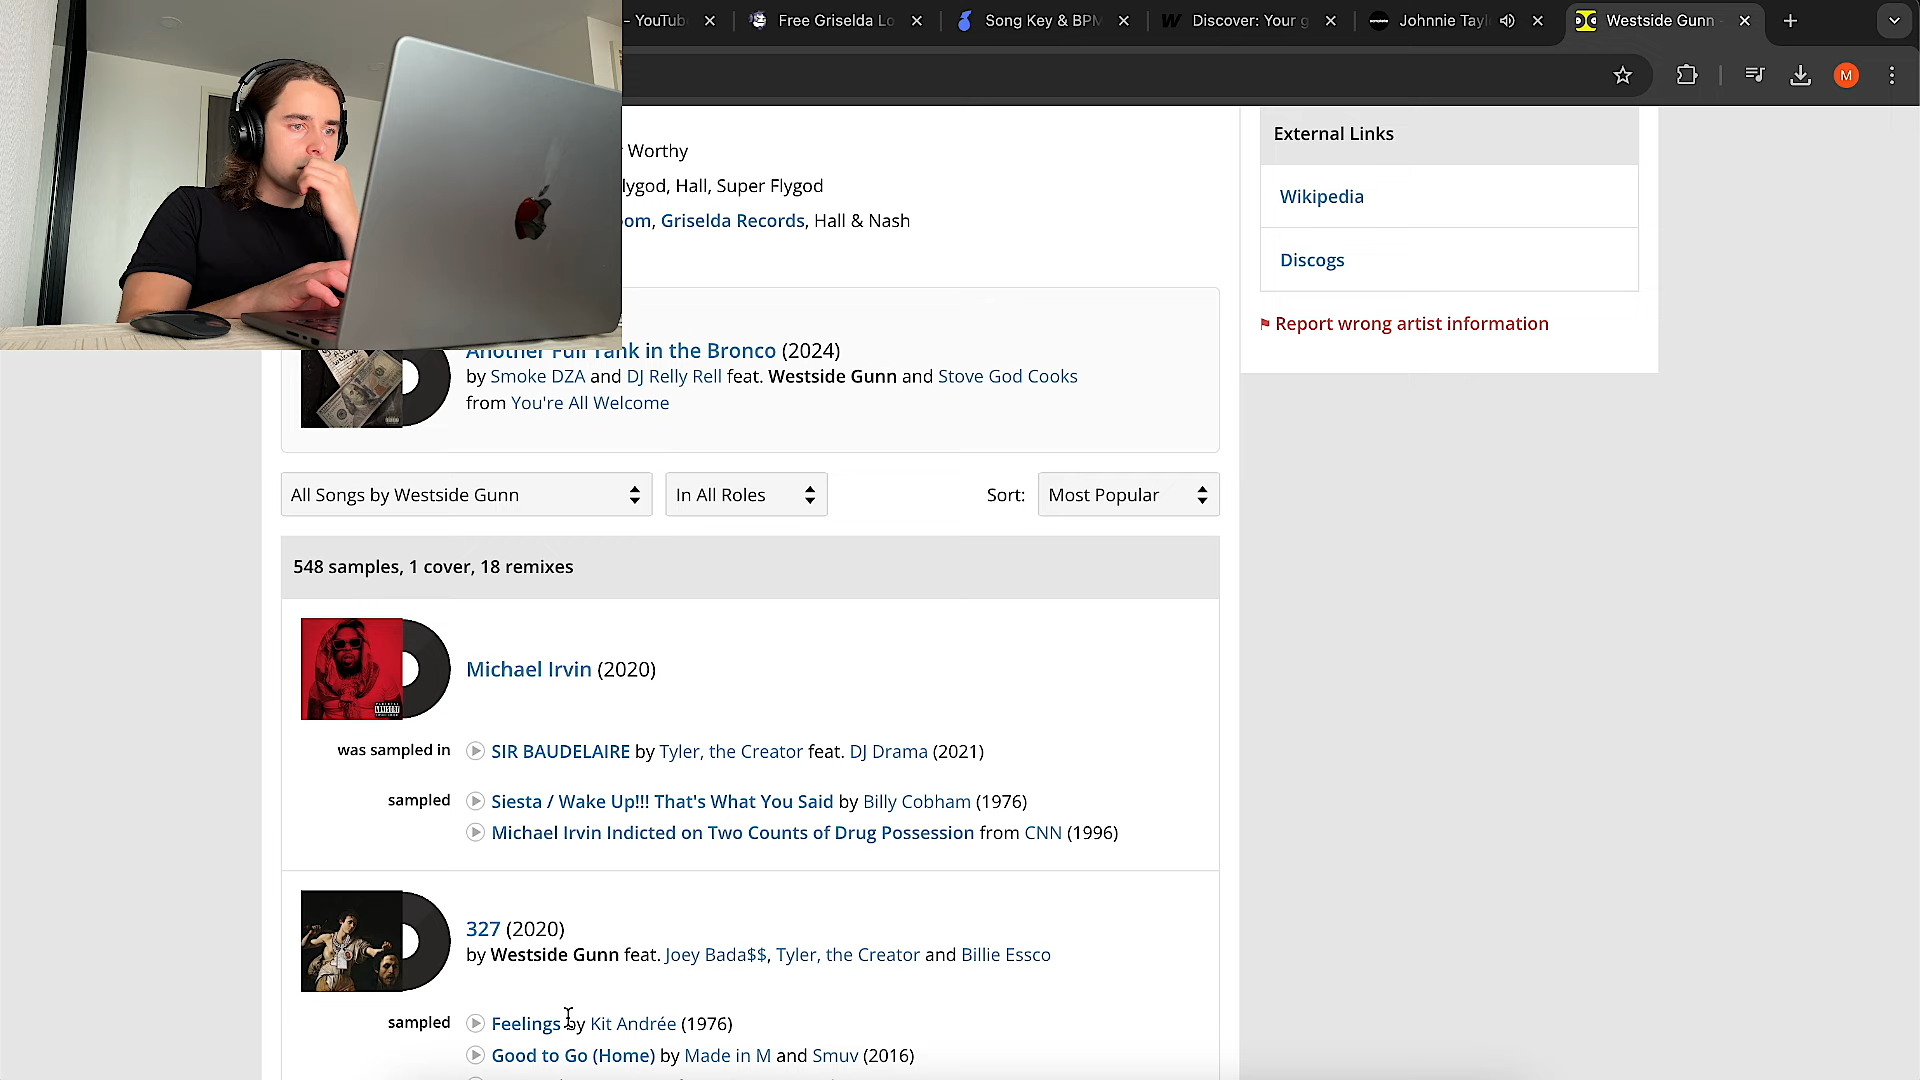 - YouTub
Free Griselda Lo
Song Key & BPM
Discover: Your g
Johnnie Tayl
Westside Gunn -
M
r Worthy
lygod, Hall, Super Flygod
oom, Griselda Records, Hall & Nash
Another Full Tank in the Bronco (2024)
by Smoke DZA and DJ Relly Rell feat. Westside Gunn and Stove God Cooks
from You're All Welcome
All Songs by Westside Gunn
In All Roles
Sort:
Most Popular
548 samples, 1 cover, 18 remixes
Michael Irvin (2020)
was sampled in
SIR BAUDELAIRE by Tyler, the Creator feat. DJ Drama (2021)
sampled
Siesta / Wake Up!!! That's What You Said by Billy Cobham (1976)
Michael Irvin Indicted on Two Counts of Drug Possession from CNN (1996)
327 (2020)
by Westside Gunn feat. Joey Bada$$, Tyler, the Creator and Billie Essco
sampled
Feelings by Kit Andrée (1976)
Good to Go (Home) by Made in M and Smuv (2016)
External Links
Wikipedia
Discogs
Report wrong artist information